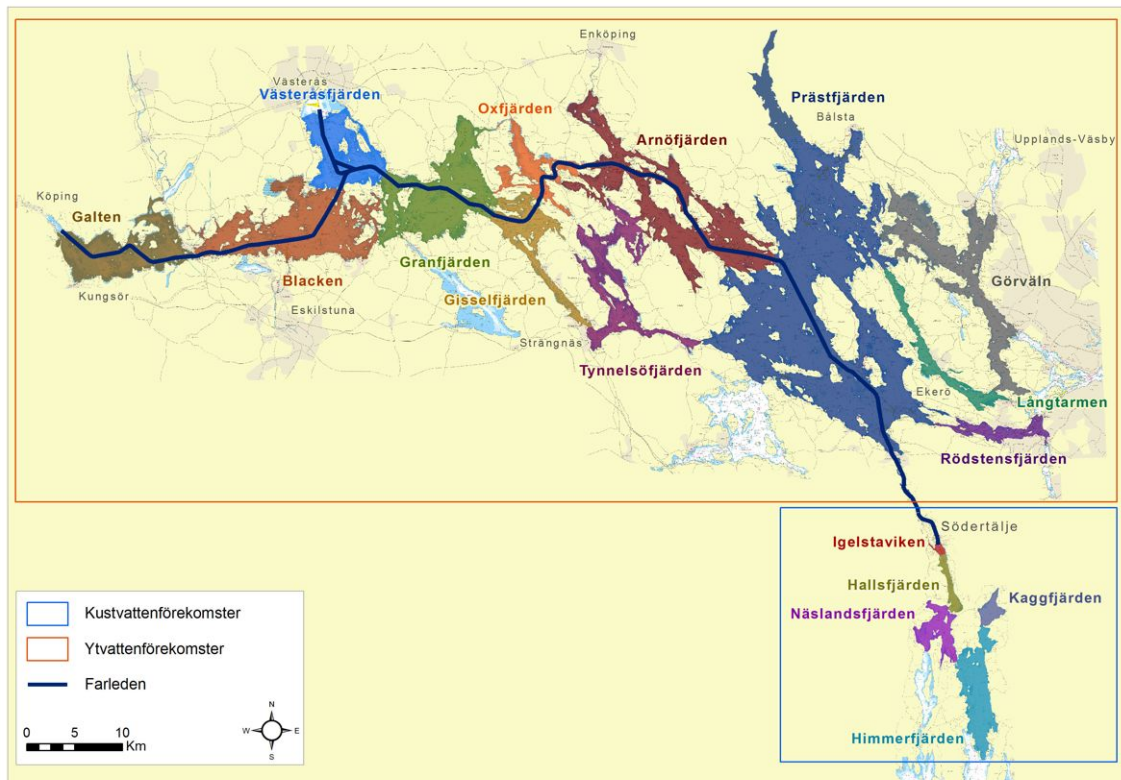 Enköping
Västerås
Västeråsfjärden
Oxfjärden
Prästfjärden
Bålsta
Arnöfjärden
Upplands-Väsby
Köping
Galten
Granfjärden
Görväln
Blacken
Kungsör
Gisselfjärden
Eskilstuna
Strängnäs
Tynnelsöfjärden
Ekerö
Långtarmen
Rödstensfjärden
Södertälje
Igelstaviken
Hallsfjärden
Kaggfjärden
Näslandsfjärden
Himmerfjärden
Kustvattenförekomster
Ytvattenförekomster
Farleden
N
W E
S
0 5 10
Km